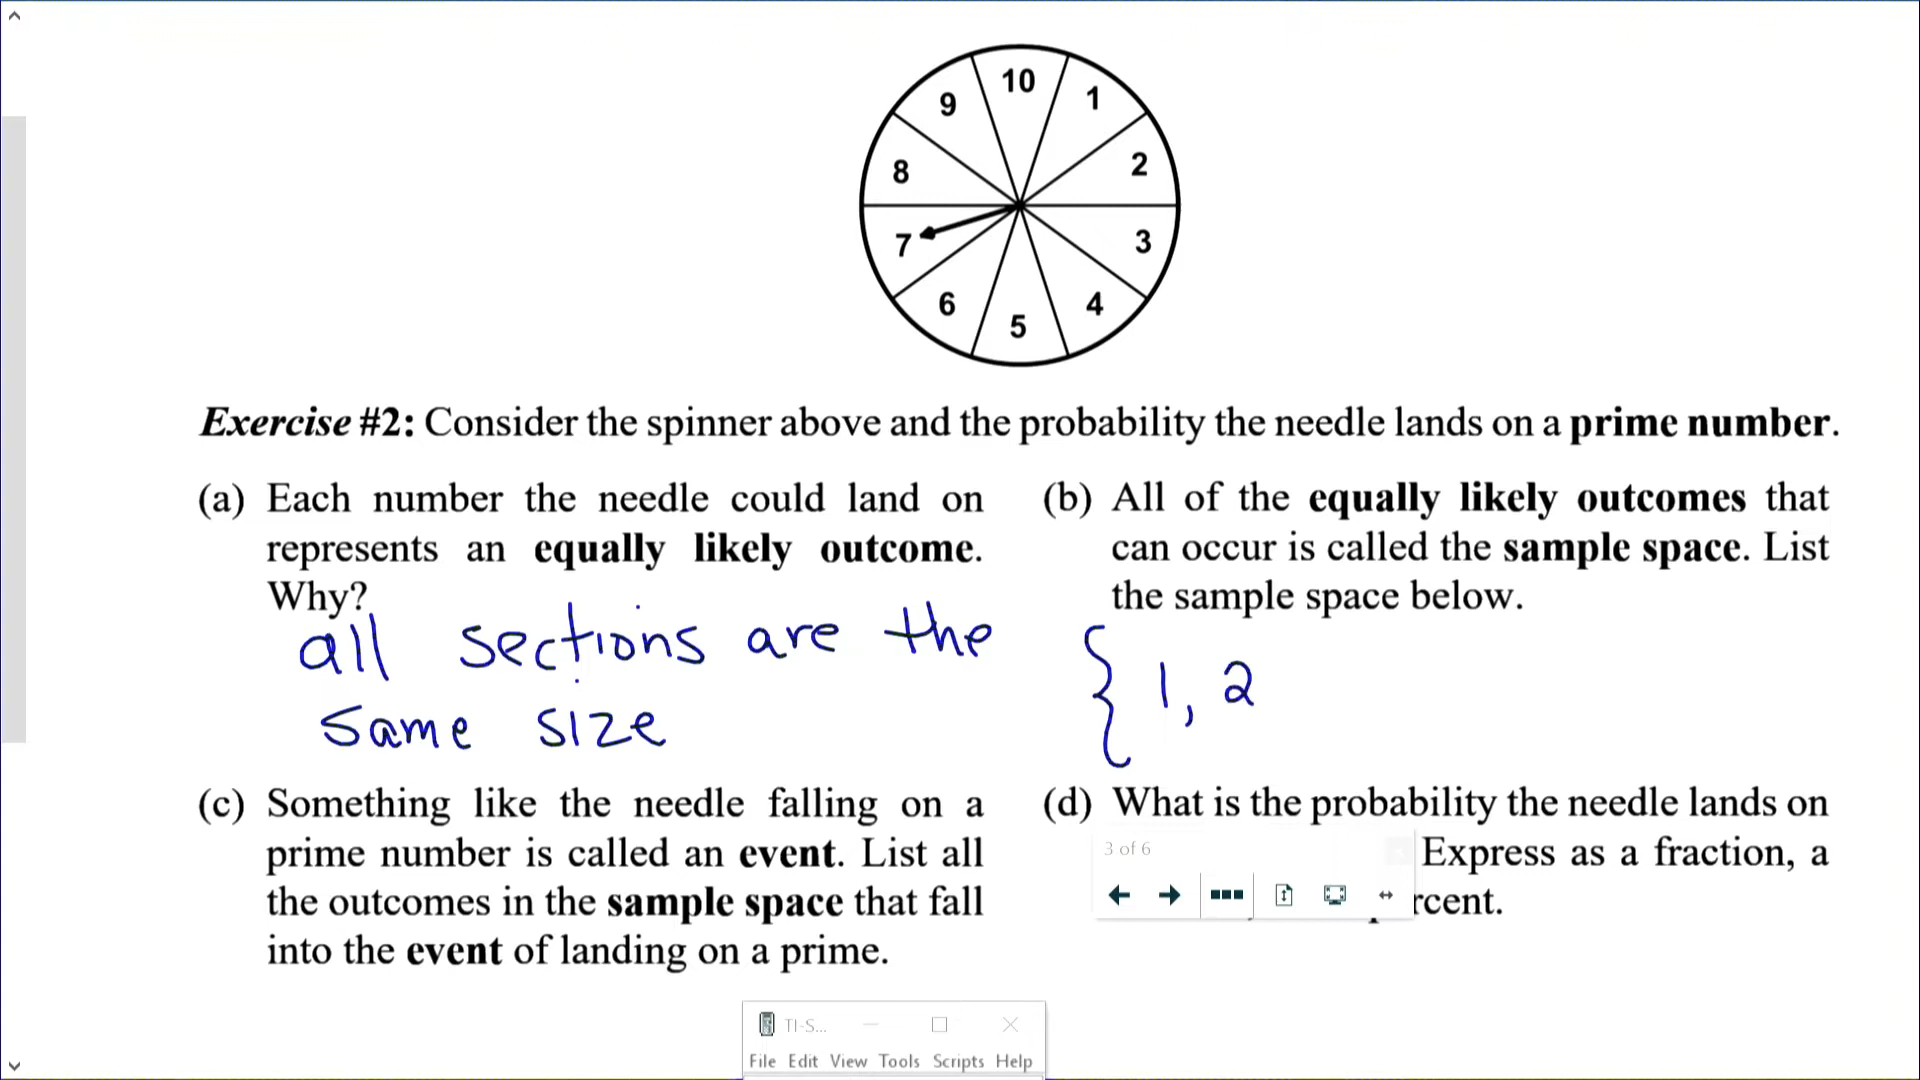 10
9
1
8
2
7
3
6
4
5
Exercise #2: Consider the spinner above and the probability the needle lands on a prime number.
(a) Each number the needle could land on
represents an equally likely outcome.
Why?
all sections are the
same size
(b) All of the equally likely outcomes that
can occur is called the sample space. List
the sample space below.
{ 1, 2
(c) Something like the needle falling on a
prime number is called an event. List all
the outcomes in the sample space that fall
into the event of landing on a prime.
(d) What is the probability the needle lands on
Express as a fraction, a
rcent.
3 of 6
TI-S...
File Edit View Tools Scripts Help